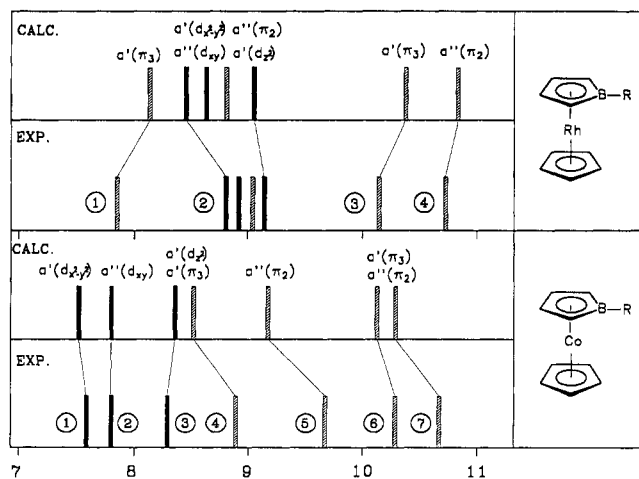 CALC.
a'(π₃)
a'(dₓ²₋y²)
a''(dxy)
a''(π₂)
a'(dz²)
a'(π₃)
a''(π₂)
EXP.
①
②
③
④
B-R
Rh
CALC.
a'(dₓ²₋y²)
a''(dxy)
a'(dz²)
a'(π₃)
a''(π₂)
a'(π₃)
a''(π₂)
EXP.
①
②
③
④
⑤
⑥
⑦
B-R
Co
7 8 9 10 11